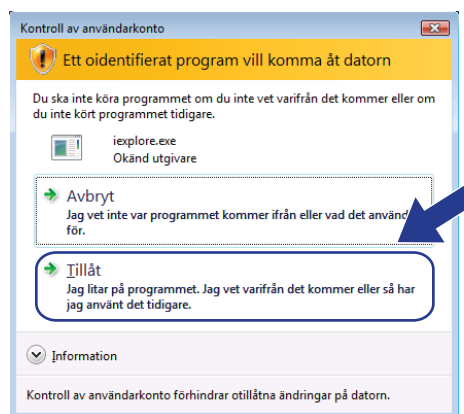 Kontroll av användarkonto
Ett oidentifierat program vill komma åt datorn
Du ska inte köra programmet om du inte vet varifrån det kommer eller om
du inte kört programmet tidigare.
iexplore.exe
Okänd utgivare
Avbryt
Jag vet inte var programmet kommer ifrån eller vad det använd
för.
Tillåt
Jag litar på programmet. Jag vet varifrån det kommer eller så har
jag använt det tidigare.
Information
Kontroll av användarkonto förhindrar otillåtna ändringar på datorn.